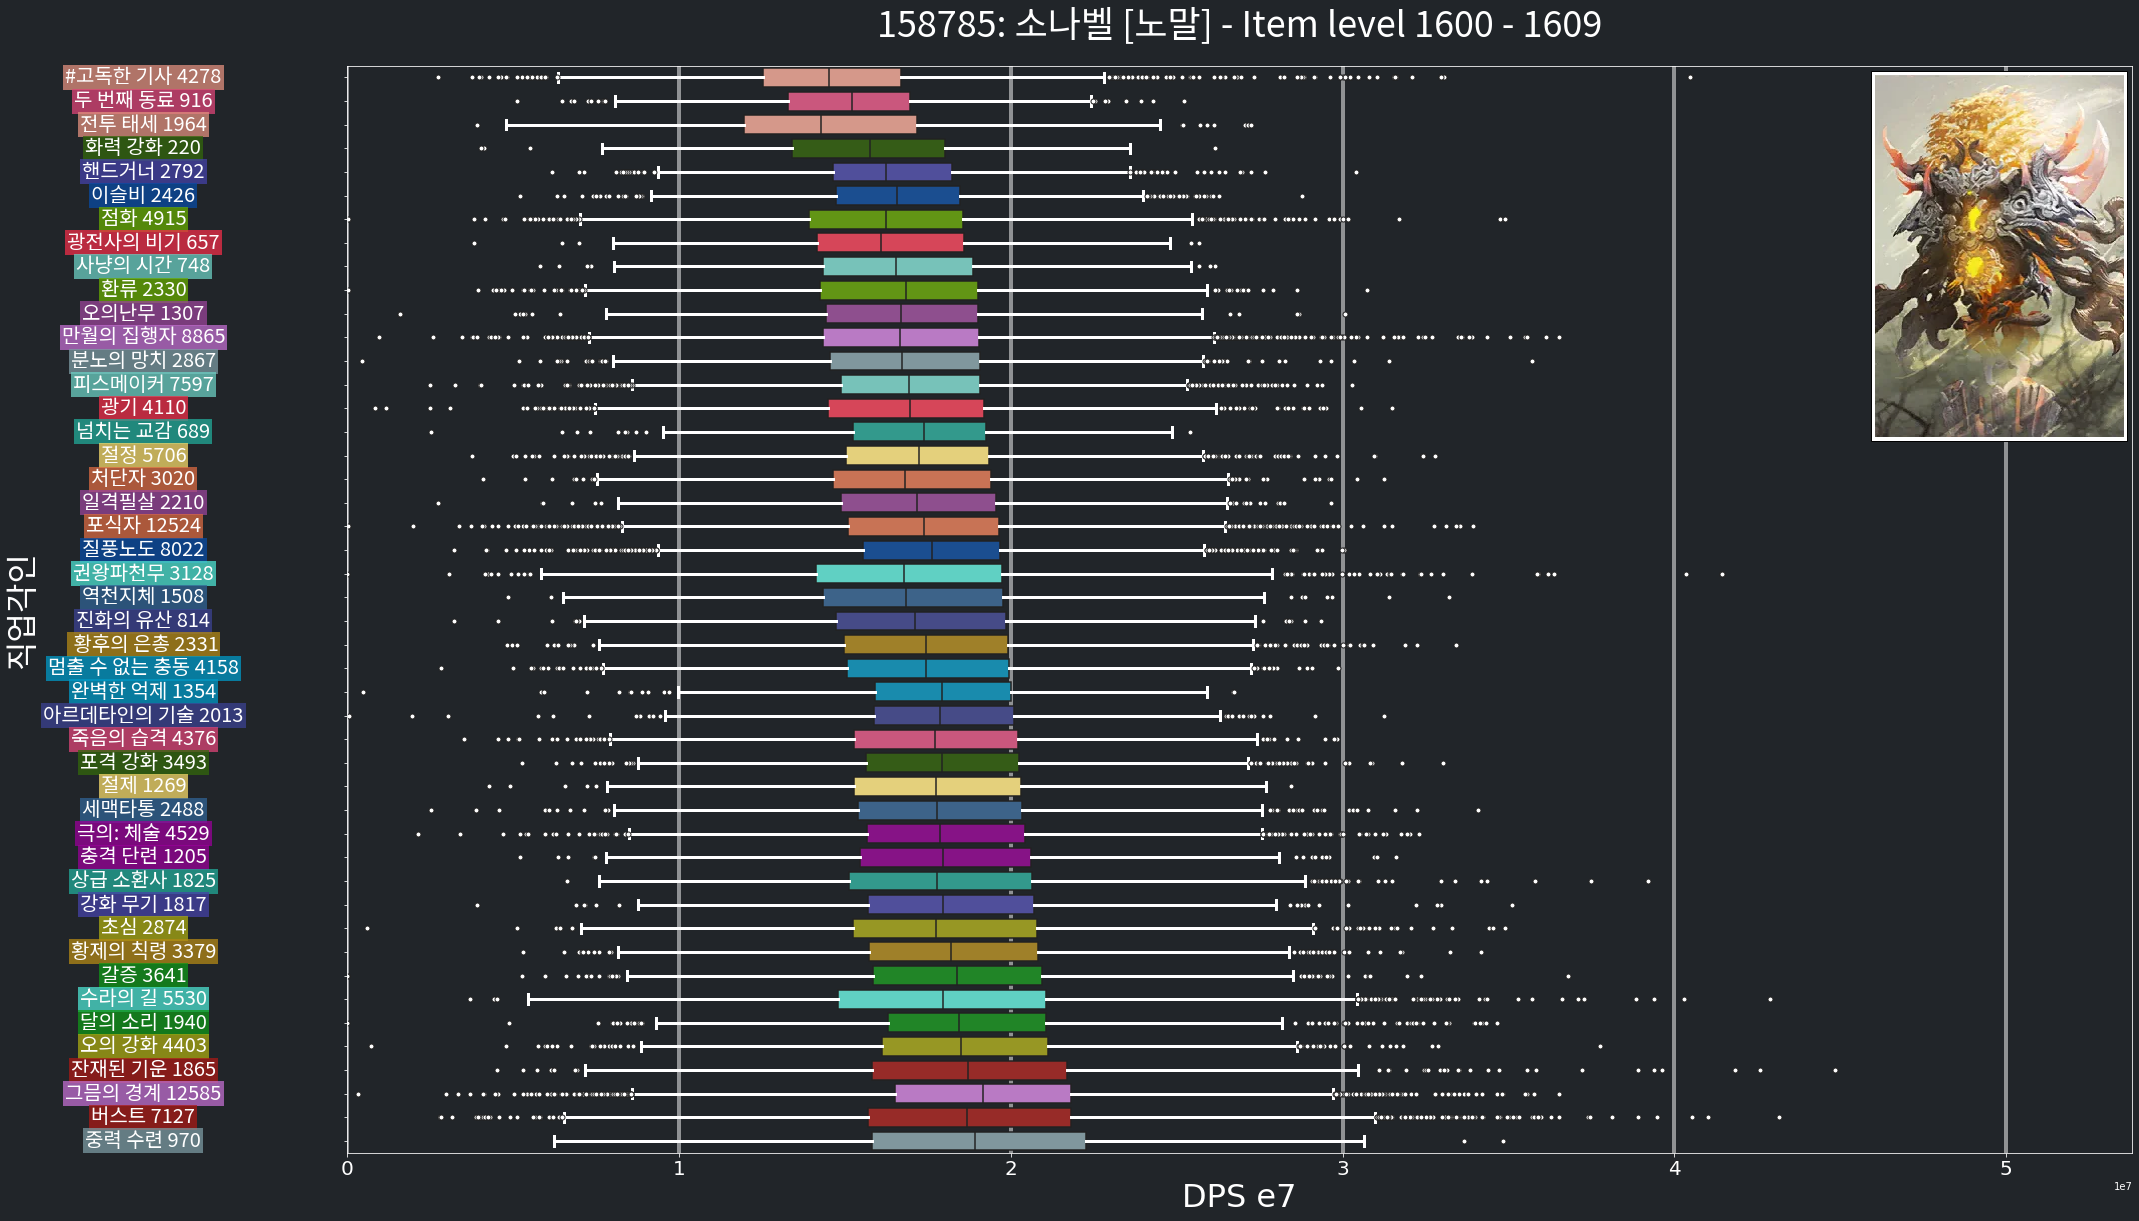 158785: 소나벨 [노말] - Item level 1600 - 1609
#고독한 기사 4278
두 번째 동료 916
전투 태세 1964
화력 강화 220
핸드거너 2792
이슬비 2426
점화 4915
광전사의 비기 657
사냥의 시간 748
환류 2330
오의난무 1307
만월의 집행자 8865
분노의 망치 2867
피스메이커 7597
광기 4110
넘치는 교감 689
절정 5706
처단자 3020
일격필살 2210
포식자 12524
질풍노도 8022
권왕파천무 3128
역천지체 1508
진화의 유산 814
황후의 은총 2331
멈출 수 없는 충동 4158
완벽한 억제 1354
아르데타인의 기술 2013
죽음의 습격 4376
포격 강화 3493
절제 1269
세맥타통 2488
극의: 체술 4529
충격 단련 1205
상급 소환사 1825
강화 무기 1817
초심 2874
황제의 칙령 3379
갈증 3641
수라의 길 5530
달의 소리 1940
오의 강화 4403
잔재된 기운 1865
그믐의 경계 12585
버스트 7127
중력 수련 970
직업각인
0 1 2 3 4 5
1e7
DPS e7